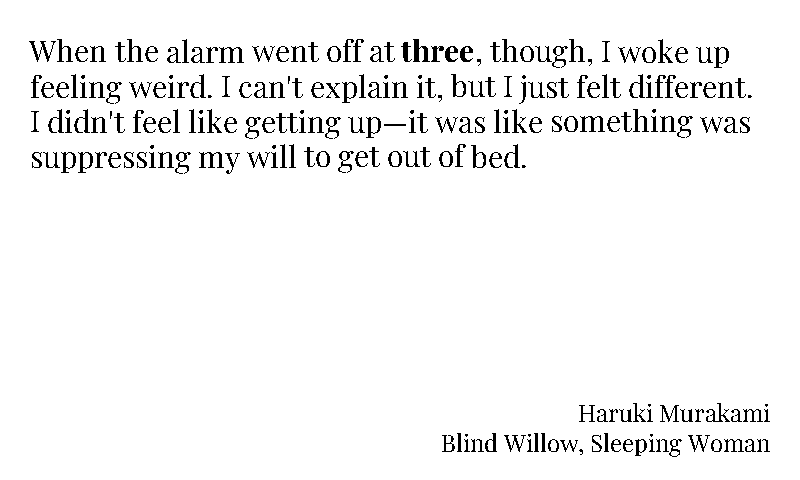 When the alarm went off at three, though, I woke up
feeling weird. I can't explain it, but I just felt different.
I didn't feel like getting up—it was like something was
suppressing my will to get out of bed.
Haruki Murakami
Blind Willow, Sleeping Woman